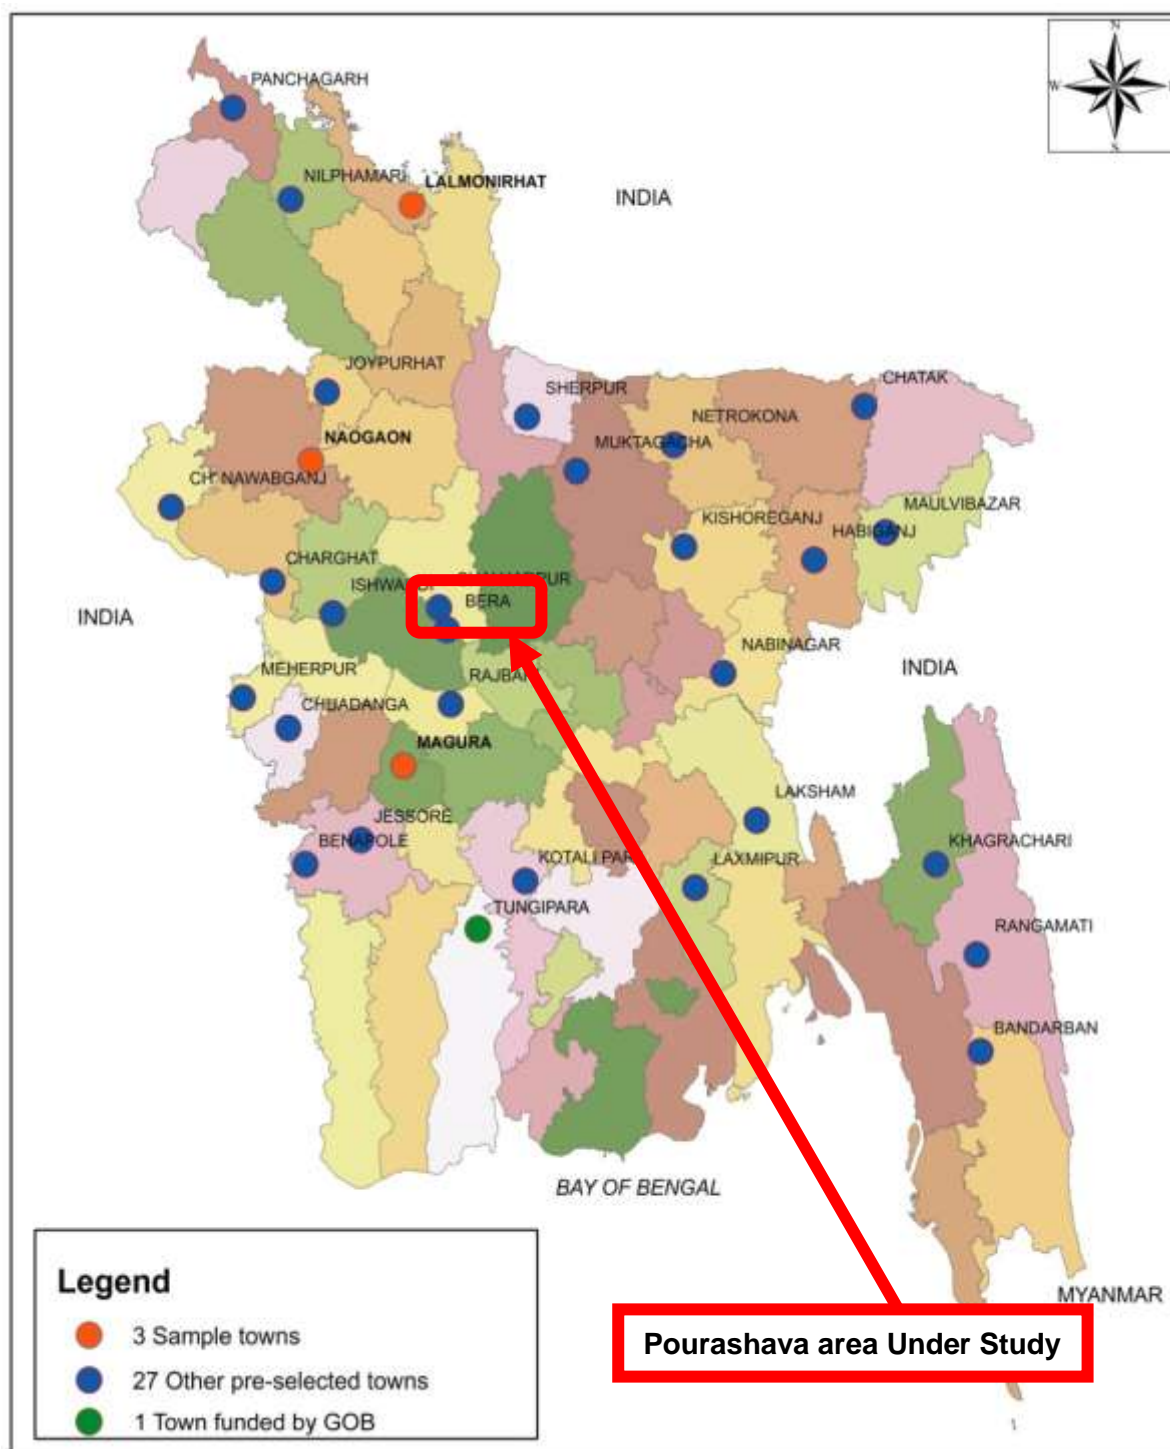 N
W
S
PANCHAGARH
NILPHAMARI
LALMONIRHAT
INDIA
JOYPURHAT
SHERPUR
CHATAK
NETROKONA
NAOGAON
MUKTAGACHA
CH' NAWABGANJ
MAULVIBAZAR
KISHOREGANJ
HABIGANJ
CHARGHAT
BERA
INDIA
NABINAGAR
INDIA
MEHERPUR
CHUADANGA
MAGURA
LAKSHAM
JESSORE
BENAPOLE
KOTALI PARA
LAXMIPUR
KHAGRACHARI
TUNGIPARA
RANGAMATI
BANDARBAN
BAY OF BENGAL
MYANMAR
Legend
3 Sample towns
27 Other pre-selected towns
1 Town funded by GOB
Pourashava area Under Study